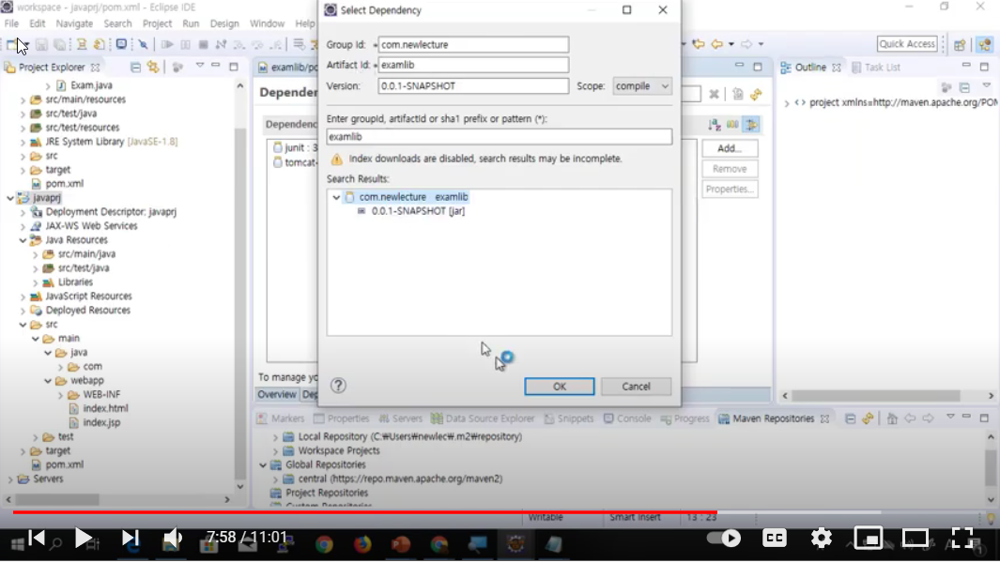 workspace - javaprj/pom.xml - Eclipse IDE
File Edit Navigate Search Project Run Design Window Help
Quick Access
Project Explorer
Exam.java
src/main/resources
src/test/java
src/test/resources
JRE System Library [JavaSE-1.8]
src
target
pom.xml
javaprj
Deployment Descriptor: javaprj
JAX-WS Web Services
Java Resources
src/main/java
src/test/java
Libraries
JavaScript Resources
Deployed Resources
src
main
java
com
webapp
WEB-INF
index.html
index.jsp
test
target
pom.xml
Servers
examlib/po
Depender
Dependenc
junit : 3
tomcat-
To manage yo
Overview Dep
Select Dependency
Group Id: * com.newlecture
Artifact Id: * examlib
Version: 0.0.1-SNAPSHOT Scope: compile
Enter groupId, artifactId or sha1 prefix or pattern (*):
examlib
Index downloads are disabled, search results may be incomplete.
Search Results:
com.newlecture examlib
0.0.1-SNAPSHOT [jar]
? OK Cancel
Add...
Remove
Properties...
Outline Task List
project xmlns=http://maven.apache.org/POM
Markers Properties Servers Data Source Explorer Snippets Console Progress Maven Repositories
Local Repository (C:₩Users₩newlec₩.m2₩repository)
Workspace Projects
Global Repositories
central (https://repo.maven.apache.org/maven2)
Project Repositories
Custom Repositories
Writable Smart Insert 13 : 23
7:58 / 11:01
CC